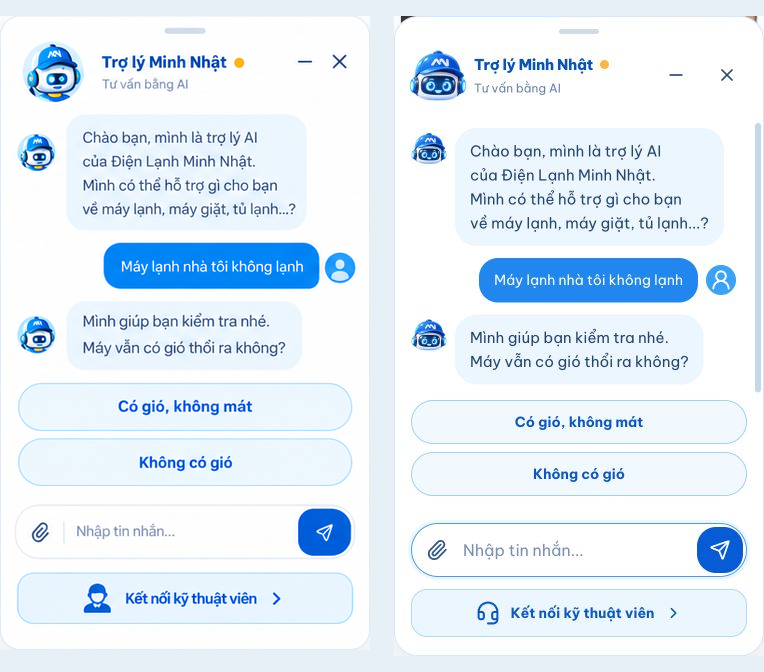 Trợ lý Minh Nhật
Tư vấn bằng AI
Chào bạn, mình là trợ lý AI
của Điện Lạnh Minh Nhật.
Mình có thể hỗ trợ gì cho bạn
về máy lạnh, máy giặt, tủ lạnh...?
Máy lạnh nhà tôi không lạnh
Mình giúp bạn kiểm tra nhé.
Máy vẫn có gió thổi ra không?
Có gió, không mát
Không có gió
Nhập tin nhắn...
Kết nối kỹ thuật viên
Trợ lý Minh Nhật
Tư vấn bằng AI
Chào bạn, mình là trợ lý AI
của Điện Lạnh Minh Nhật.
Mình có thể hỗ trợ gì cho bạn
về máy lạnh, máy giặt, tủ lạnh...?
Máy lạnh nhà tôi không lạnh
Mình giúp bạn kiểm tra nhé.
Máy vẫn có gió thổi ra không?
Có gió, không mát
Không có gió
Nhập tin nhắn...
Kết nối kỹ thuật viên